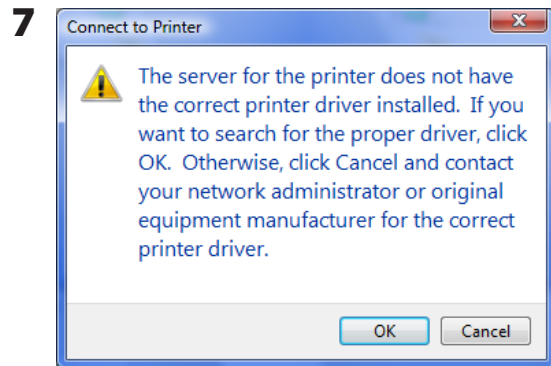 7
Connect to Printer
The server for the printer does not have
the correct printer driver installed. If you
want to search for the proper driver, click
OK. Otherwise, click Cancel and contact
your network administrator or original
equipment manufacturer for the correct
printer driver.
OK
Cancel